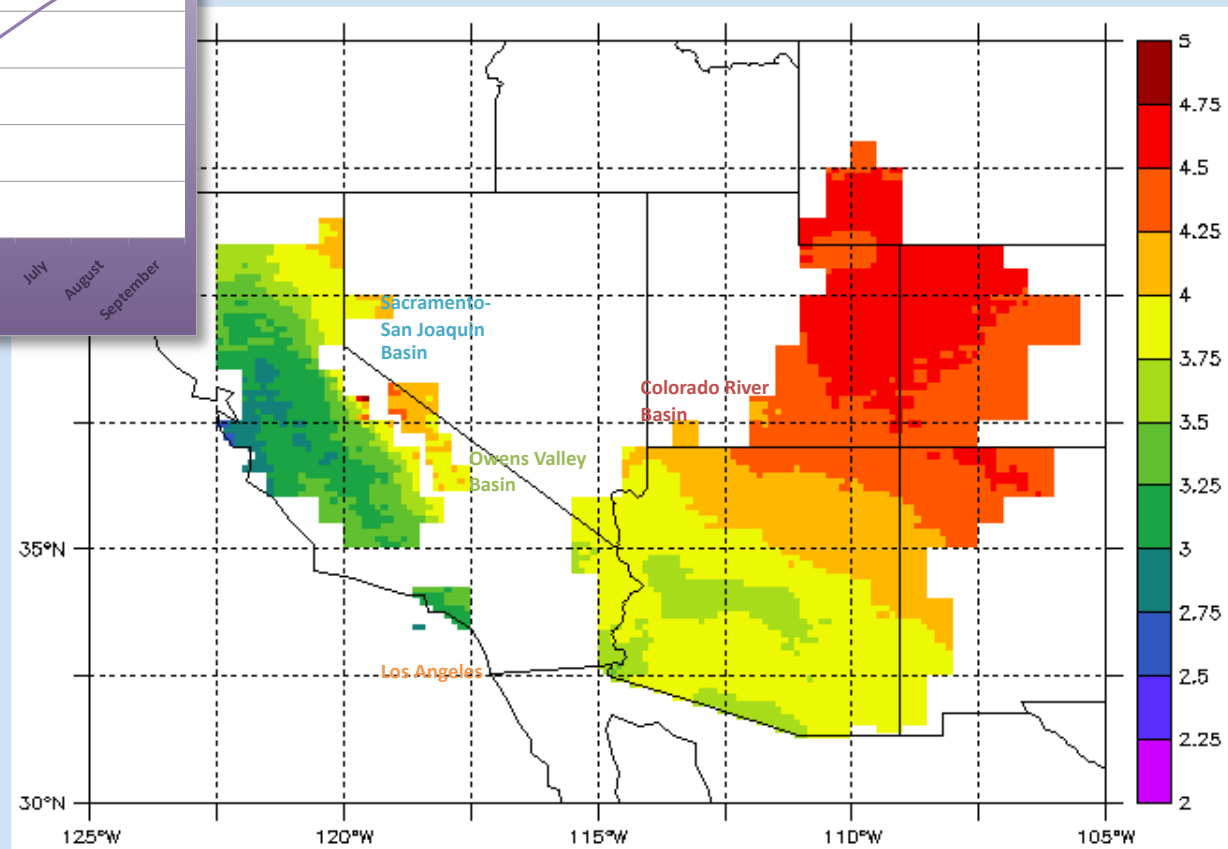 July
August
September
Sacramento-
San Joaquin
Basin
Colorado River
Basin
Owens Valley
Basin
Los Angeles
35°N
30°N
125°W
120°W
115°W
110°W
105°W
5
4.75
4.5
4.25
4
3.75
3.5
3.25
3
2.75
2.5
2.25
2